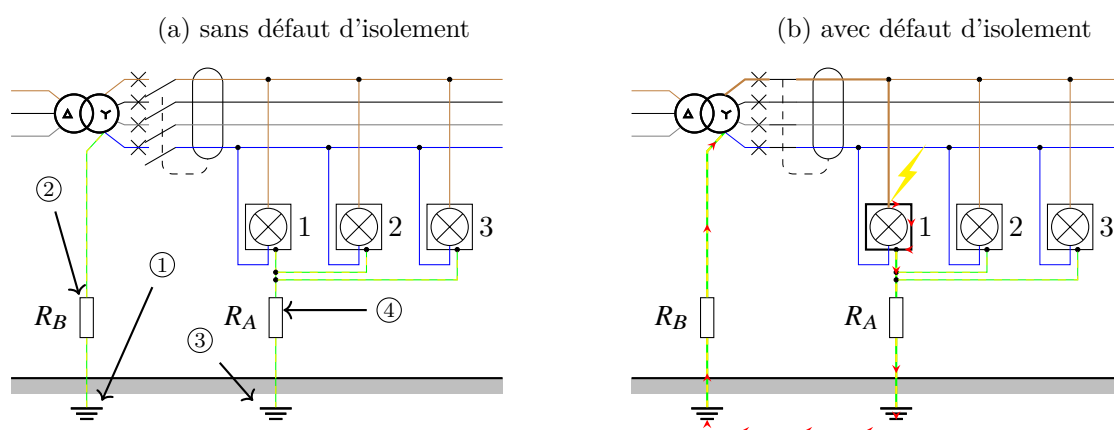 (a) sans défaut d'isolement
(b) avec défaut d'isolement
Δ Y
Δ Y
② 1 2 3
1 2 3
①
R_B R_A ④
R_B R_A
③